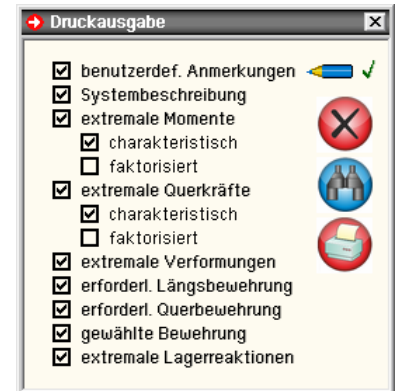 Druckausgabe
benutzerdef. Anmerkungen
Systembeschreibung
extremale Momente
charakteristisch
faktorisiert
extremale Querkräfte
charakteristisch
faktorisiert
extremale Verformungen
erforderl. Längsbewehrung
erforderl. Querbewehrung
gewählte Bewehrung
extremale Lagerreaktionen